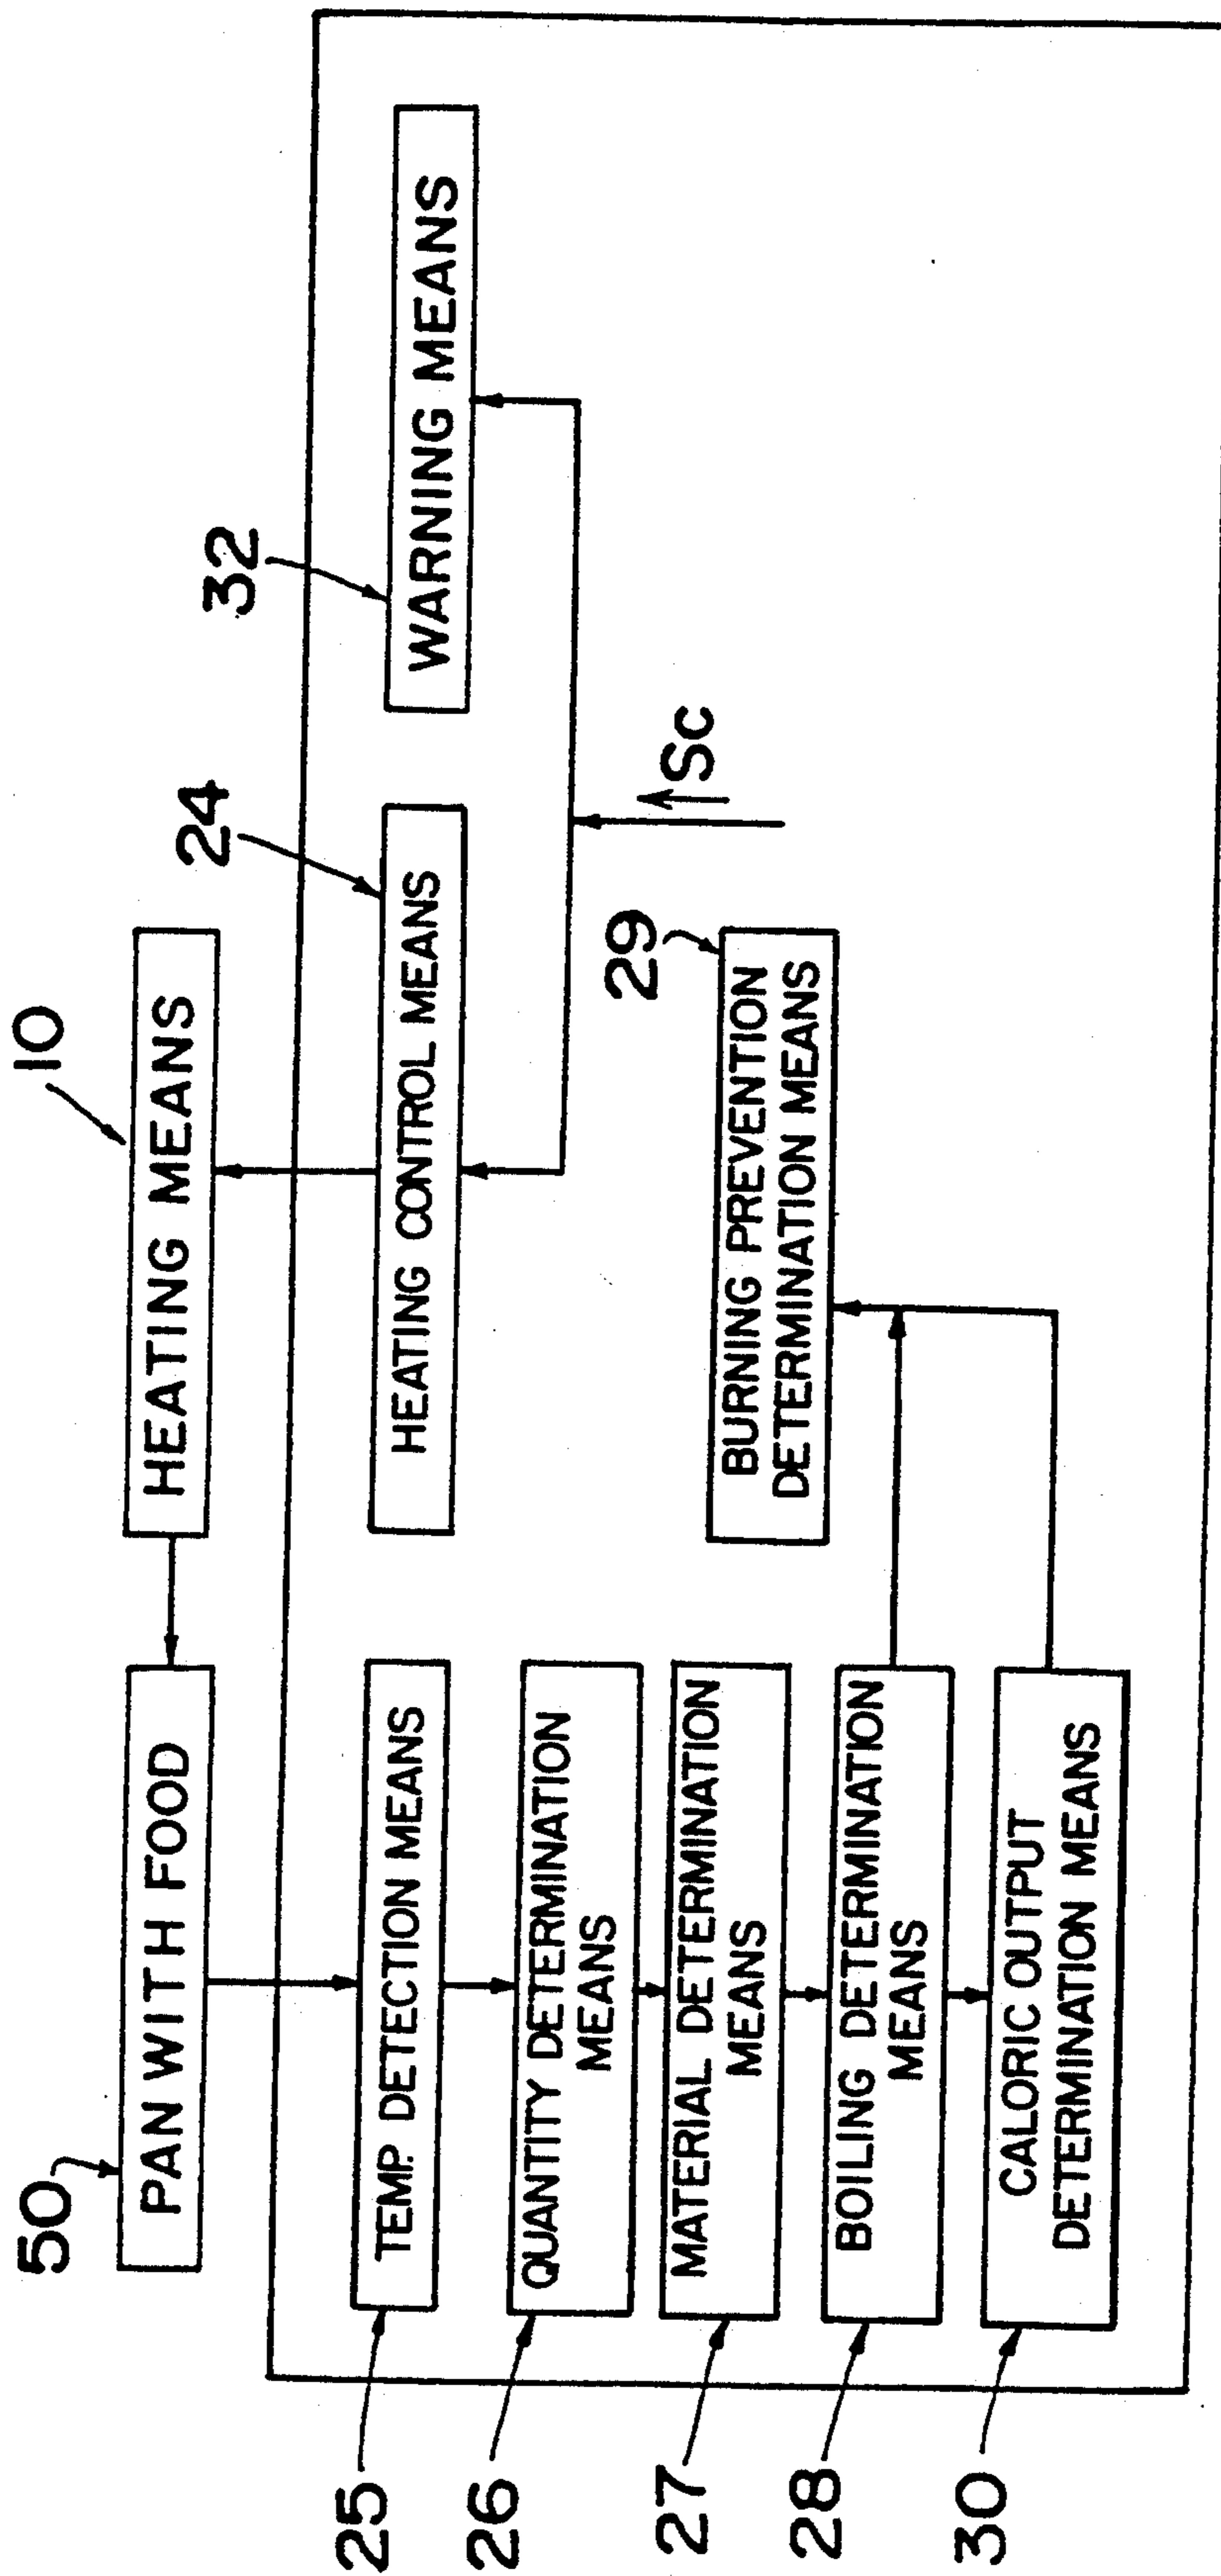 50
PAN WITH FOOD
10
HEATING MEANS
24
HEATING CONTROL MEANS
32
WARNING MEANS
Sc
25
TEMP. DETECTION MEANS
26
QUANTITY DETERMINATION
MEANS
27
MATERIAL DETERMINATION
MEANS
28
BOILING DETERMINATION
MEANS
30
CALORIC OUTPUT
DETERMINATION MEANS
29
BURNING PREVENTION
DETERMINATION MEANS